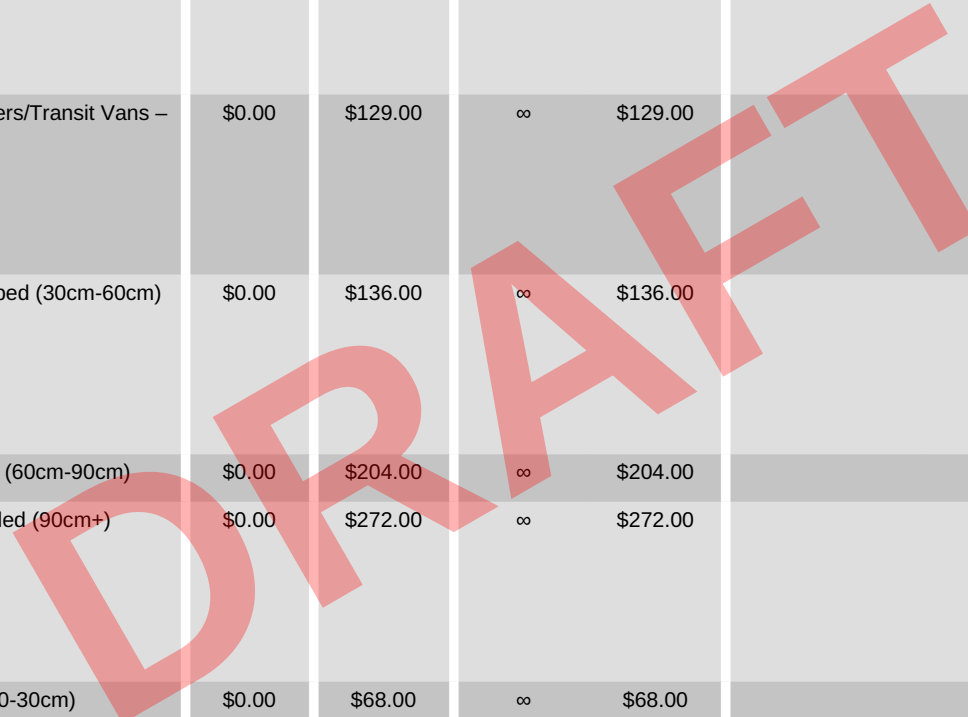 ers/Transit Vans – $0.00 $129.00 ∞ $129.00
ped (30cm-60cm) $0.00 $136.00 ∞ $136.00
(60cm-90cm) $0.00 $204.00 ∞ $204.00
led (90cm+) $0.00 $272.00 ∞ $272.00
0-30cm) $0.00 $68.00 ∞ $68.00
DRAFT